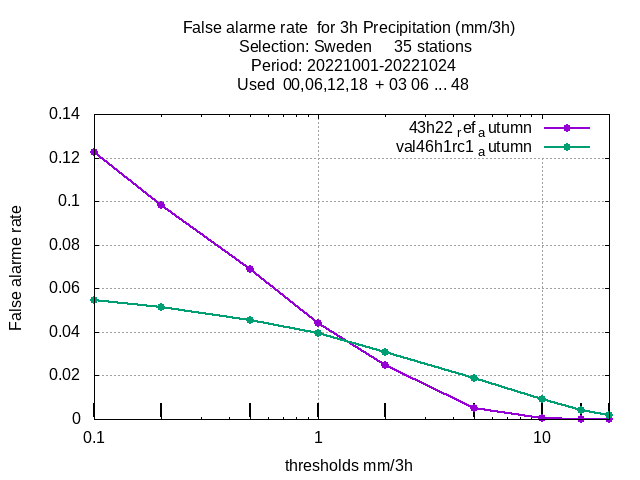 False alarme rate  for 3h Precipitation (mm/3h)
Selection: Sweden     35 stations
Period: 20221001-20221024
Used  00,06,12,18  + 03 06 ... 48
0.14
43h22 ref a utumn
val46h1rc1 a utumn
0.12
0.1
0.08
0.06
0.04
0.02
0
False alarme rate
0.1 1 10
thresholds mm/3h